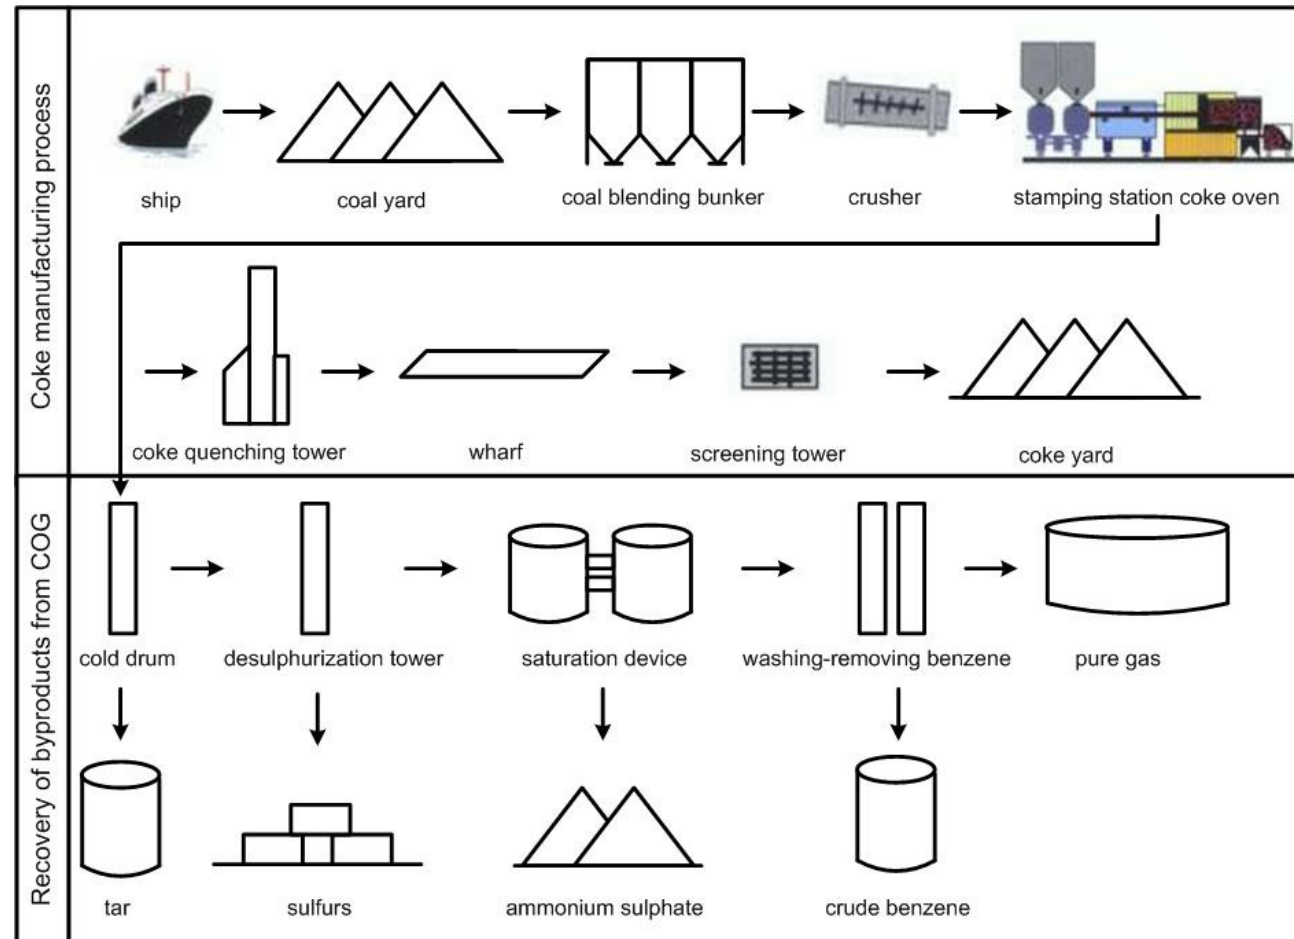 Coke manufacturing process
ship
coal yard
coal blending bunker
crusher
stamping station coke oven
coke quenching tower
wharf
screening tower
coke yard
Recovery of byproducts from COG
cold drum
desulphurization tower
saturation device
washing-removing benzene
pure gas
tar
sulfurs
ammonium sulphate
crude benzene